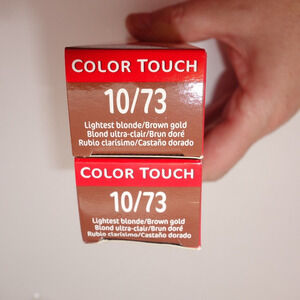 COLOR TOUCH
10/73
Lightest blonde/Brown gold
Blond ultra-clair/Brun doré
Rubio clarísimo/Castaño dorado
COLOR TOUCH
10/73
Lightest blonde/Brown gold
Blond ultra-clair/Brun doré
Rubio clarísimo/Castaño dorado